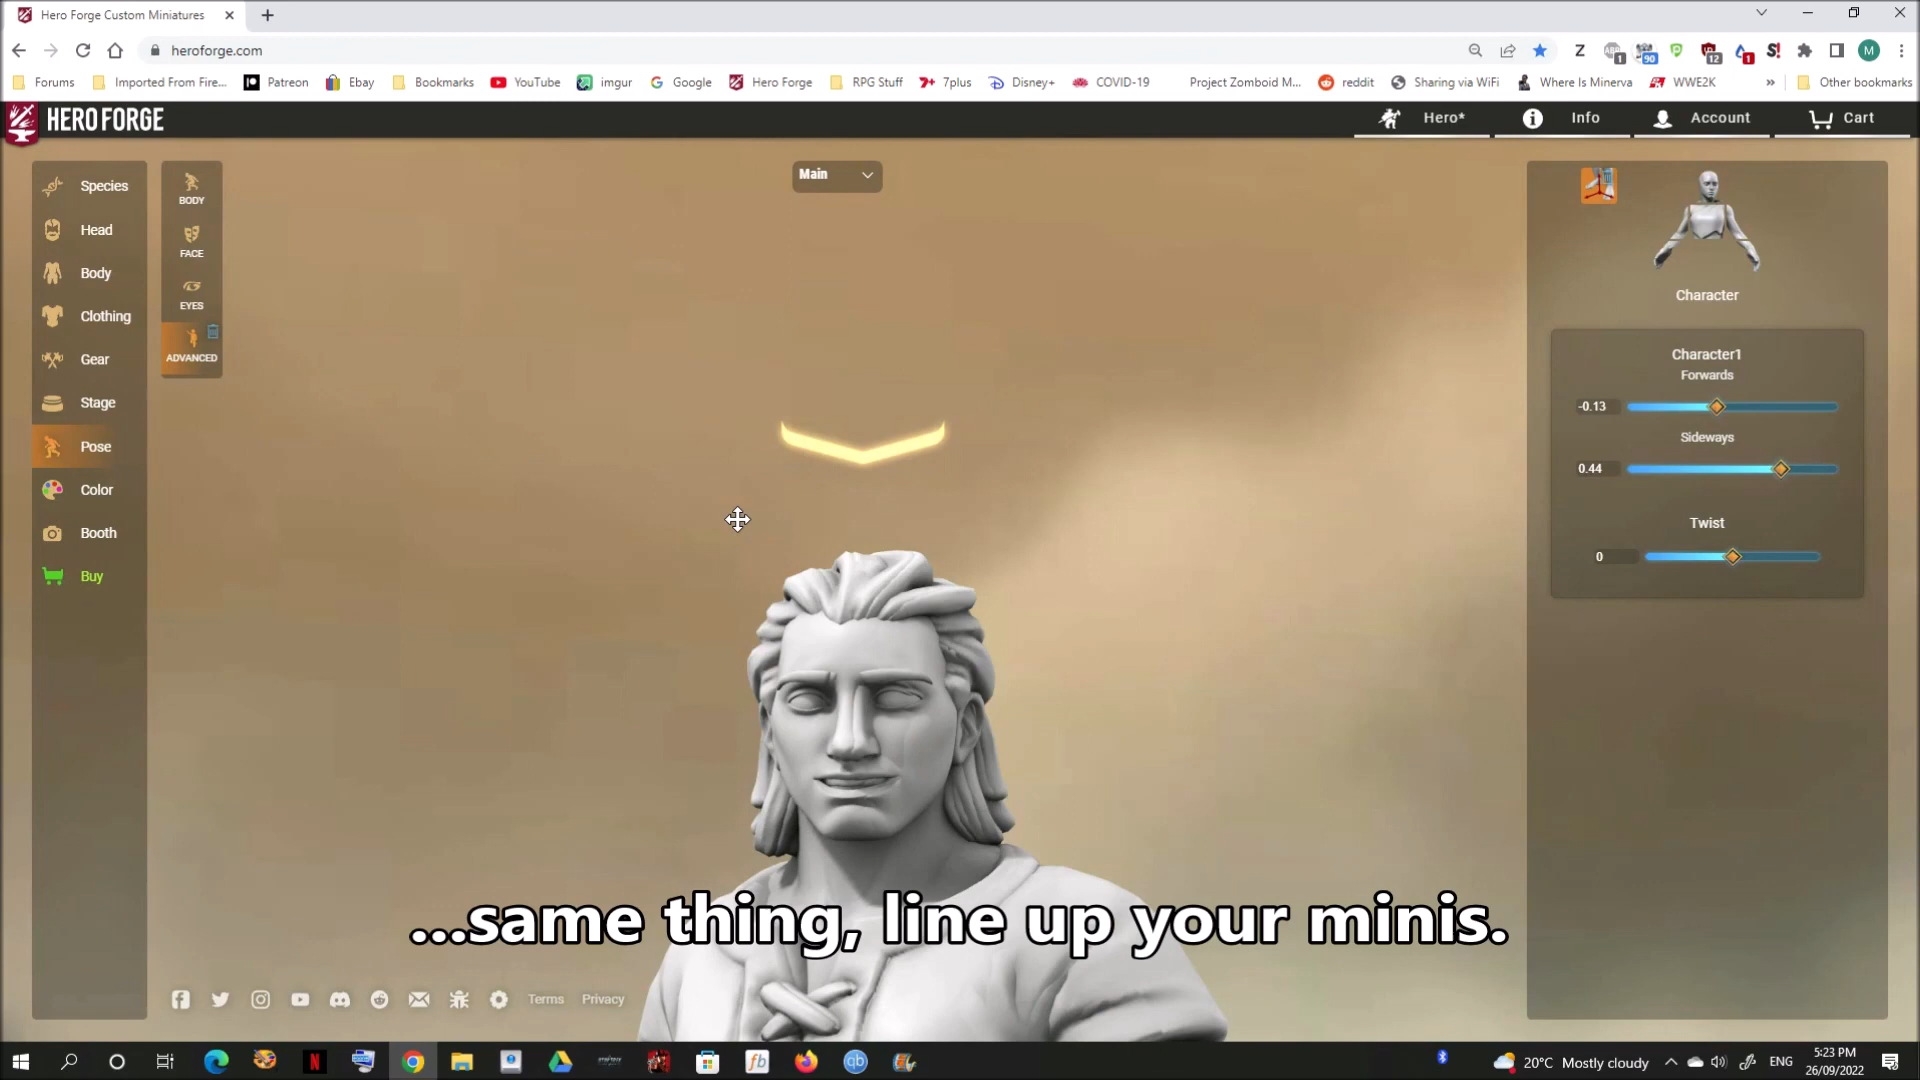 Hero Forge Custom Miniatures
heroforge.com
90
12
1
1
M
Forums
Imported From Fire...
Patreon
Ebay
Bookmarks
YouTube
imgur
Google
Hero Forge
RPG Stuff
7plus
Disney+
COVID-19
Project Zomboid M...
reddit
Sharing via WiFi
Where Is Minerva
WWE2K
Other bookmarks
HERO FORGE
Hero*
Info
Account
Cart
Species
Head
Body
Clothing
Gear
Stage
Pose
Color
Booth
Buy
BODY
FACE
EYES
ADVANCED
Main
Character
Character1
Forwards
-0.13
Sideways
0.44
Twist
0
...same thing, line up your minis.
Terms
Privacy
20°C Mostly cloudy
ENG
5:23 PM
26/09/2022